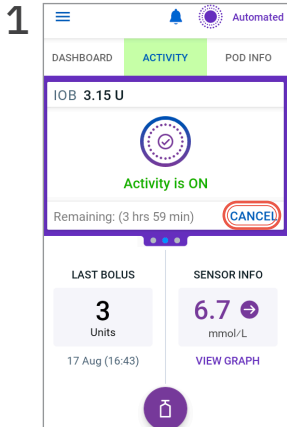 1
Automated
DASHBOARD ACTIVITY POD INFO
IOB 3.15 U
Activity is ON
Remaining: (3 hrs 59 min) CANCEL
LAST BOLUS SENSOR INFO
3 6.7
Units mmol/L
17 Aug (16:43) VIEW GRAPH